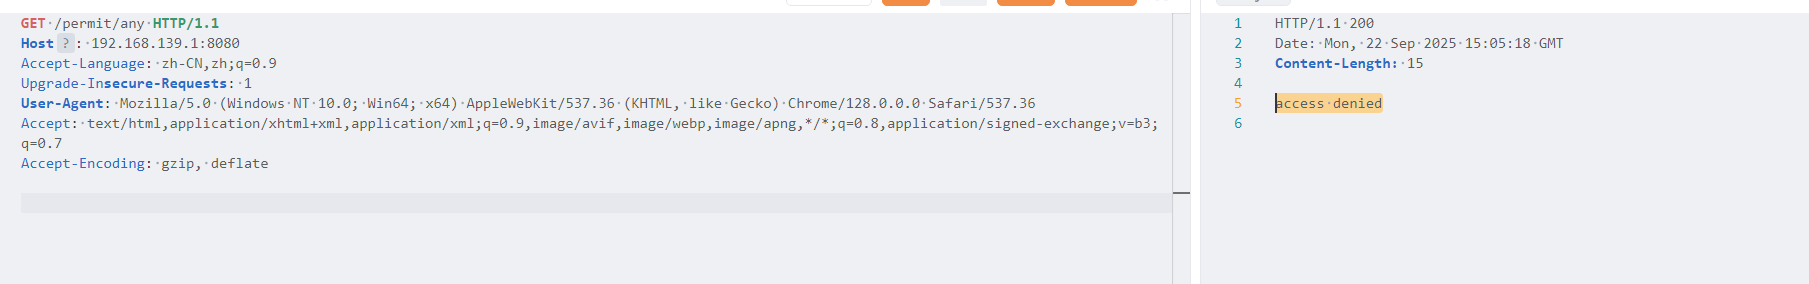 GET /permit/any HTTP/1.1
Host ? : 192.168.139.1:8080
Accept-Language: zh-CN,zh;q=0.9
Upgrade-Insecure-Requests: 1
User-Agent: Mozilla/5.0 (Windows NT 10.0; Win64; x64) AppleWebKit/537.36 (KHTML, like Gecko) Chrome/128.0.0.0 Safari/537.36
Accept: text/html,application/xhtml+xml,application/xml;q=0.9,image/avif,image/webp,image/apng,*/*;q=0.8,application/signed-exchange;v=b3;
q=0.7
Accept-Encoding: gzip, deflate
1 HTTP/1.1 200
2 Date: Mon, 22 Sep 2025 15:05:18 GMT
3 Content-Length: 15
4
5 access denied
6